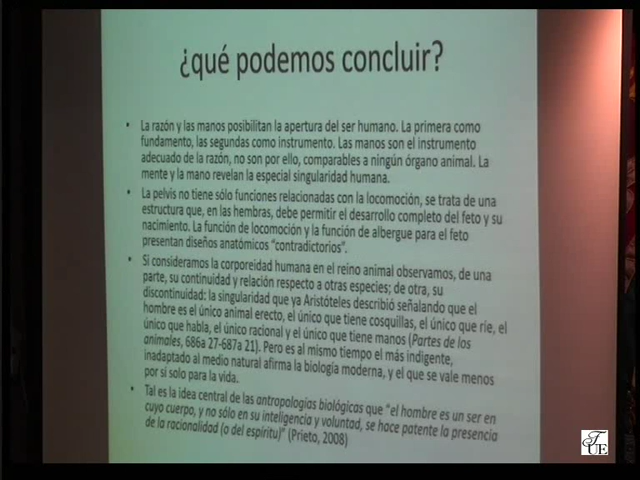 ¿qué podemos concluir?
• La razón y las manos posibilitan la apertura del ser humano. La primera como
fundamento, las segundas como instrumento. Las manos son el instrumento
adecuado de la razón, no son por ello, comparables a ningún órgano animal. La
mente y la mano revelan la especial singularidad humana.
• La pelvis no tiene sólo funciones relacionadas con la locomoción, se trata de una
estructura que, en las hembras, debe permitir el desarrollo completo del feto y su
nacimiento. La función de locomoción y la función de albergue para el feto
presentan diseños anatómicos "contradictorios".
• Si consideramos la corporeidad humana en el reino animal observamos, de una
parte, su continuidad y relación respecto a otras especies; de otra, su
discontinuidad: la singularidad que ya Aristóteles describió señalando que el
hombre es el único animal erecto, el único que tiene cosquillas, el único que ríe, el
único que habla, el único racional y el único que tiene manos (Partes de los
animales, 686a 27-687a 21). Pero es al mismo tiempo el más indigente,
inadaptado al medio natural afirma la biología moderna, y el que se vale menos
por si solo para la vida.
• Tal es la idea central de las antropologías biológicas que "el hombre es un ser en
cuyo cuerpo, y no sólo en su inteligencia y voluntad, se hace patente la presencia
de la racionalidad (o del espíritu)" (Prieto, 2008)
FUE